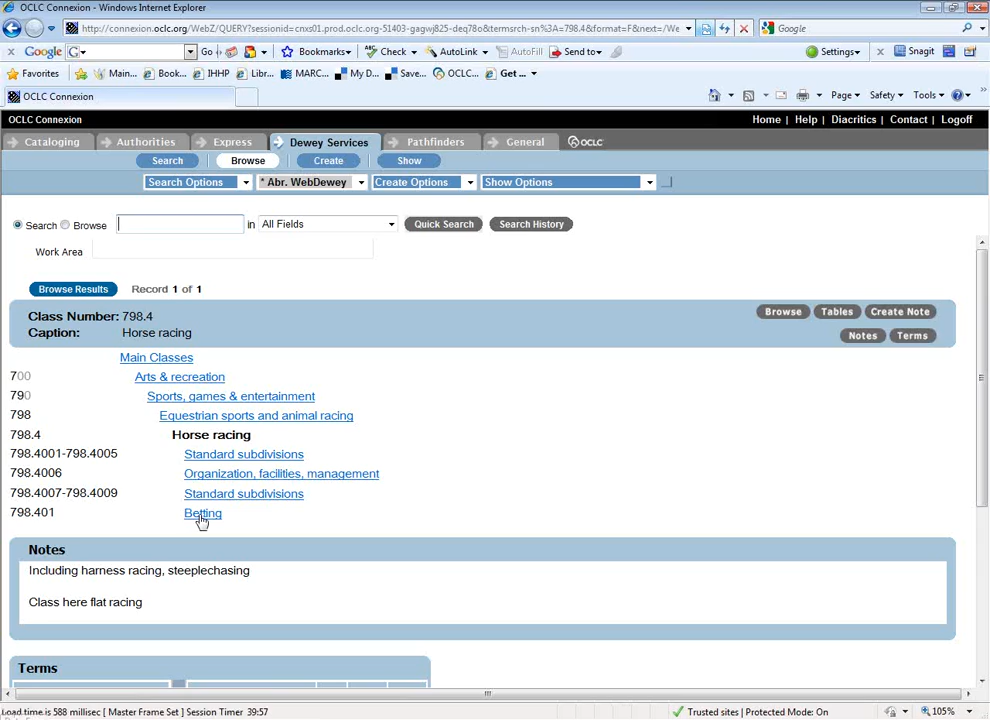 OCLC Connexion - Windows Internet Explorer
http://connexion.oclc.org/WebZ/QUERY?sessionid=cnxs01.prod.oclc.org-51403-gagwj825-deq78o&termsrch-sn%3A=798.4&format=F&next=/We Google
Google Go Bookmarks Check AutoLink AutoFill Send to Settings Snagit
Favorites Main... Book... IHHP Libr... MARC... My D... Save... OCLC... Get ...
OCLC Connexion Page Safety Tools
OCLC Connexion Home | Help | Diacritics | Contact | Logoff
Cataloging Authorities Express Dewey Services Pathfinders General OCLC
Search Browse Create Show
Search Options * Abr. WebDewey Create Options Show Options
Search Browse in All Fields Quick Search Search History
Work Area
Browse Results Record 1 of 1
Class Number: 798.4 Browse Tables Create Note
Caption: Horse racing Notes Terms
Main Classes
700 Arts & recreation
790 Sports, games & entertainment
798 Equestrian sports and animal racing
798.4 Horse racing
798.4001-798.4005 Standard subdivisions
798.4006 Organization, facilities, management
798.4007-798.4009 Standard subdivisions
798.401 Betting
Notes
Including harness racing, steeplechasing
Class here flat racing
Terms
Load time is 588 millisec [ Master Frame Set ] Session Timer 39:57 Trusted sites | Protected Mode: On 105%